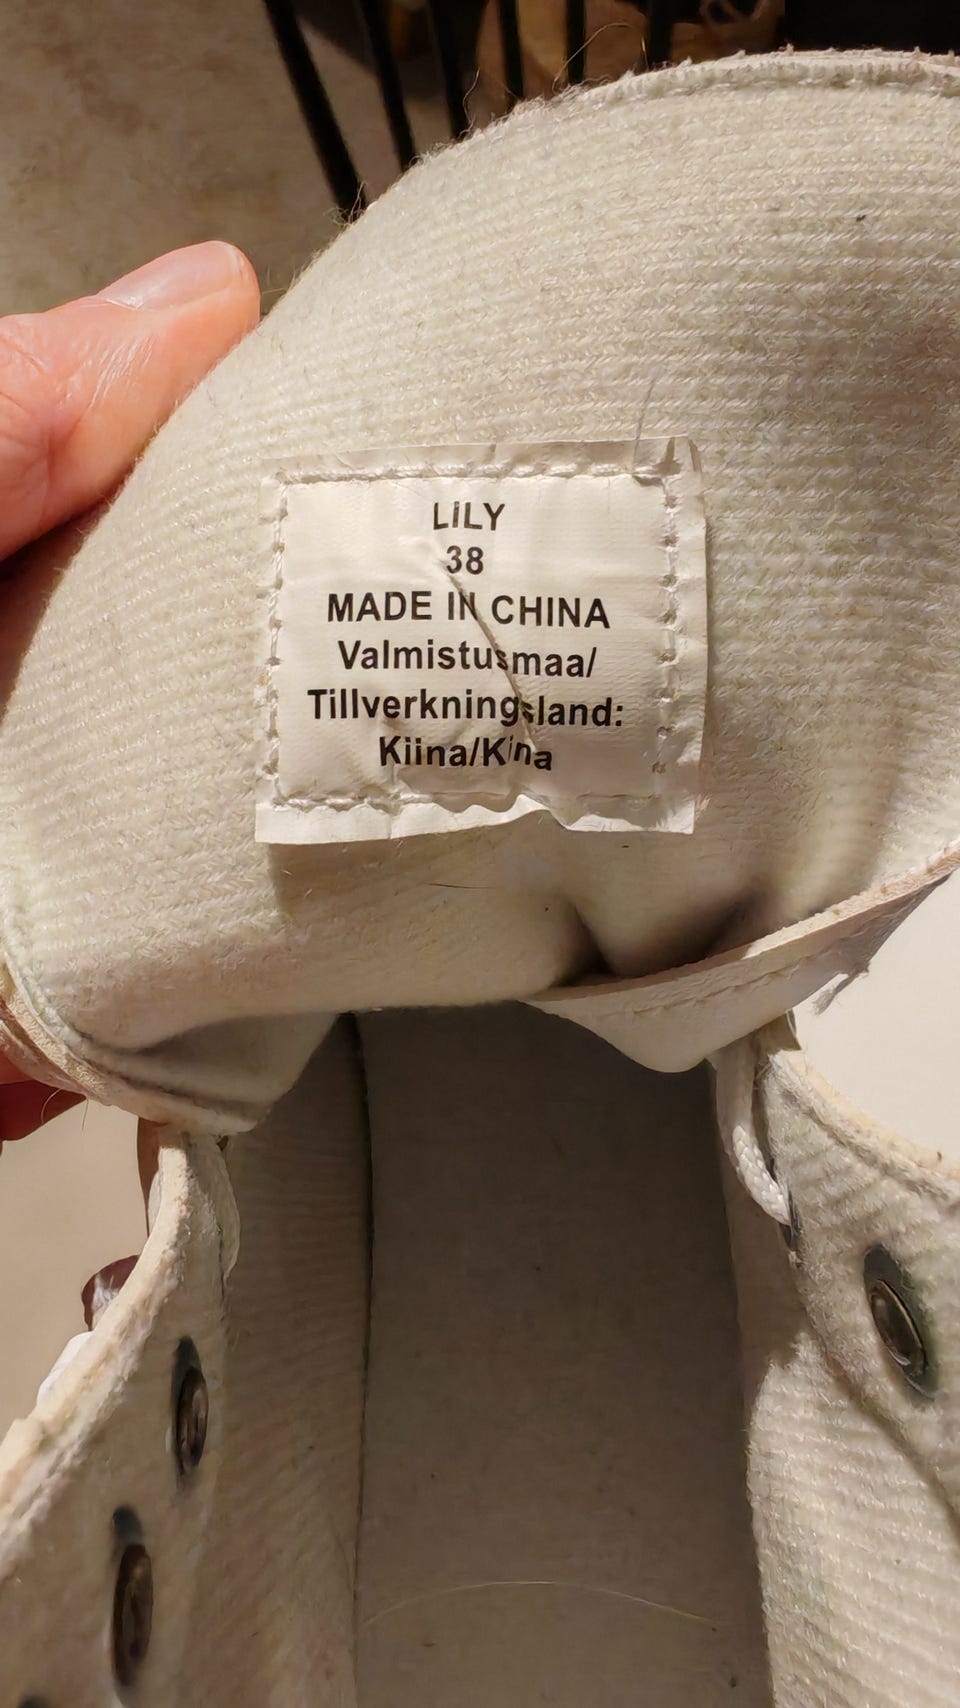 LILY
38
MADE IN CHINA
Valmistusmaa/
Tillverkningsland:
Kiina/Kina